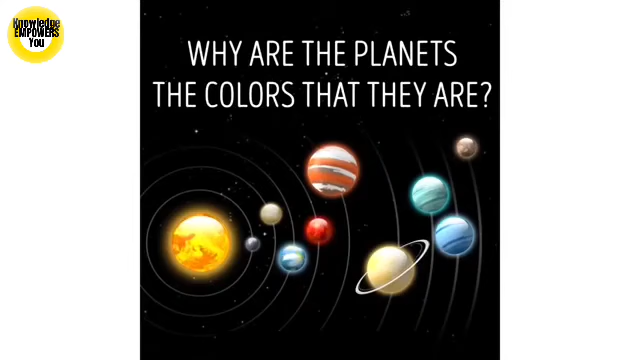 Knowledge
EMPOWERS
You
WHY ARE THE PLANETS
THE COLORS THAT THEY ARE?